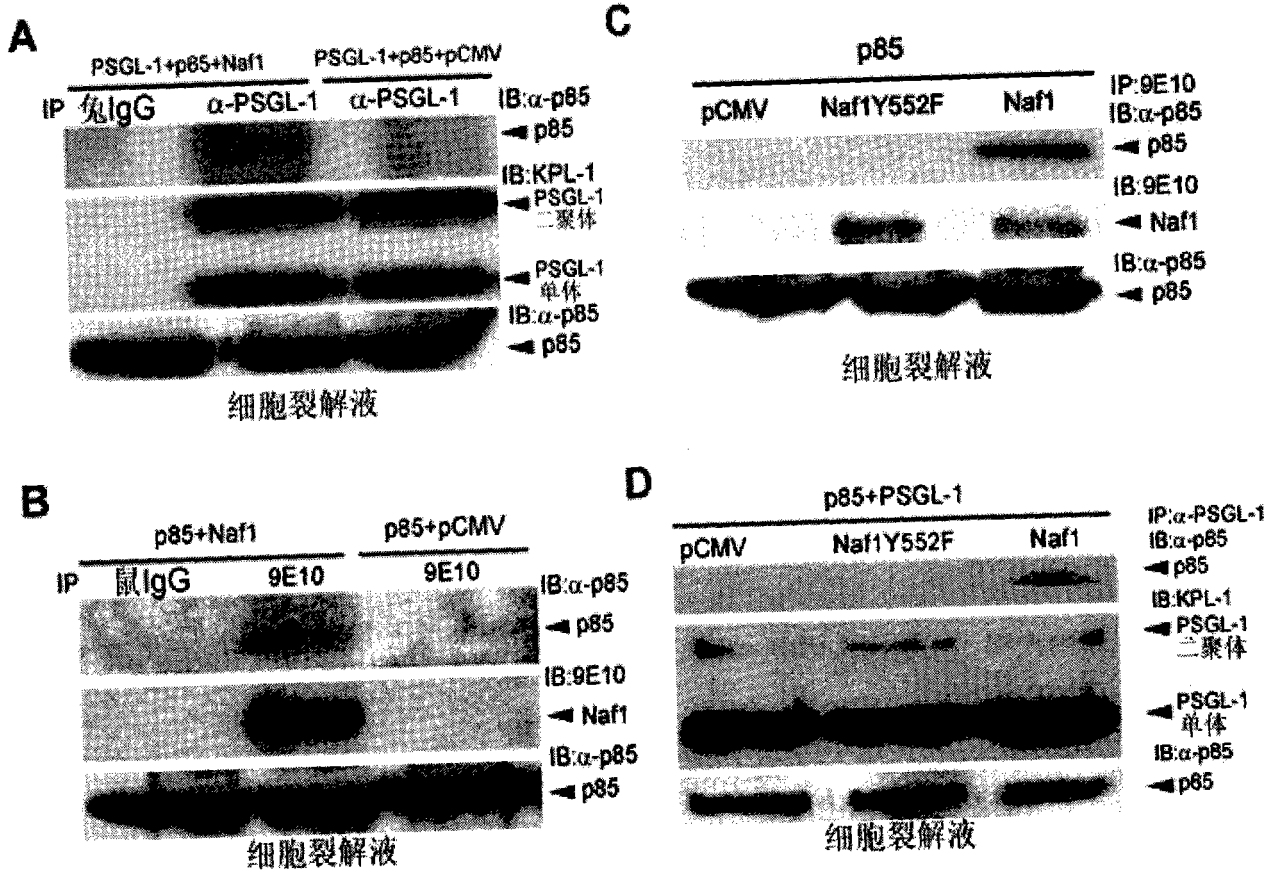 A
PSGL-1+p85+Naf1 PSGL-1+p85+pCMV
IP 兔IgG α-PSGL-1 α-PSGL-1 IB:α-p85
p85
IB:KPL-1
PSGL-1
二聚体
PSGL-1
单体
IB:α-p85
p85
细胞裂解液
B
p85+Naf1 p85+pCMV
IP 鼠IgG 9E10 9E10 IB:α-p85
p85
IB:9E10
Naf1
IB:α-p85
p85
细胞裂解液
C
p85
pCMV Naf1Y552F Naf1 IP:9E10
IB:α-p85
p85
IB:9E10
Naf1
IB:α-p85
p85
细胞裂解液
D
p85+PSGL-1
pCMV Naf1Y552F Naf1 IP:α-PSGL-1
IB:α-p85
p85
IB:KPL-1
PSGL-1
二聚体
PSGL-1
单体
IB:α-p85
p85
细胞裂解液